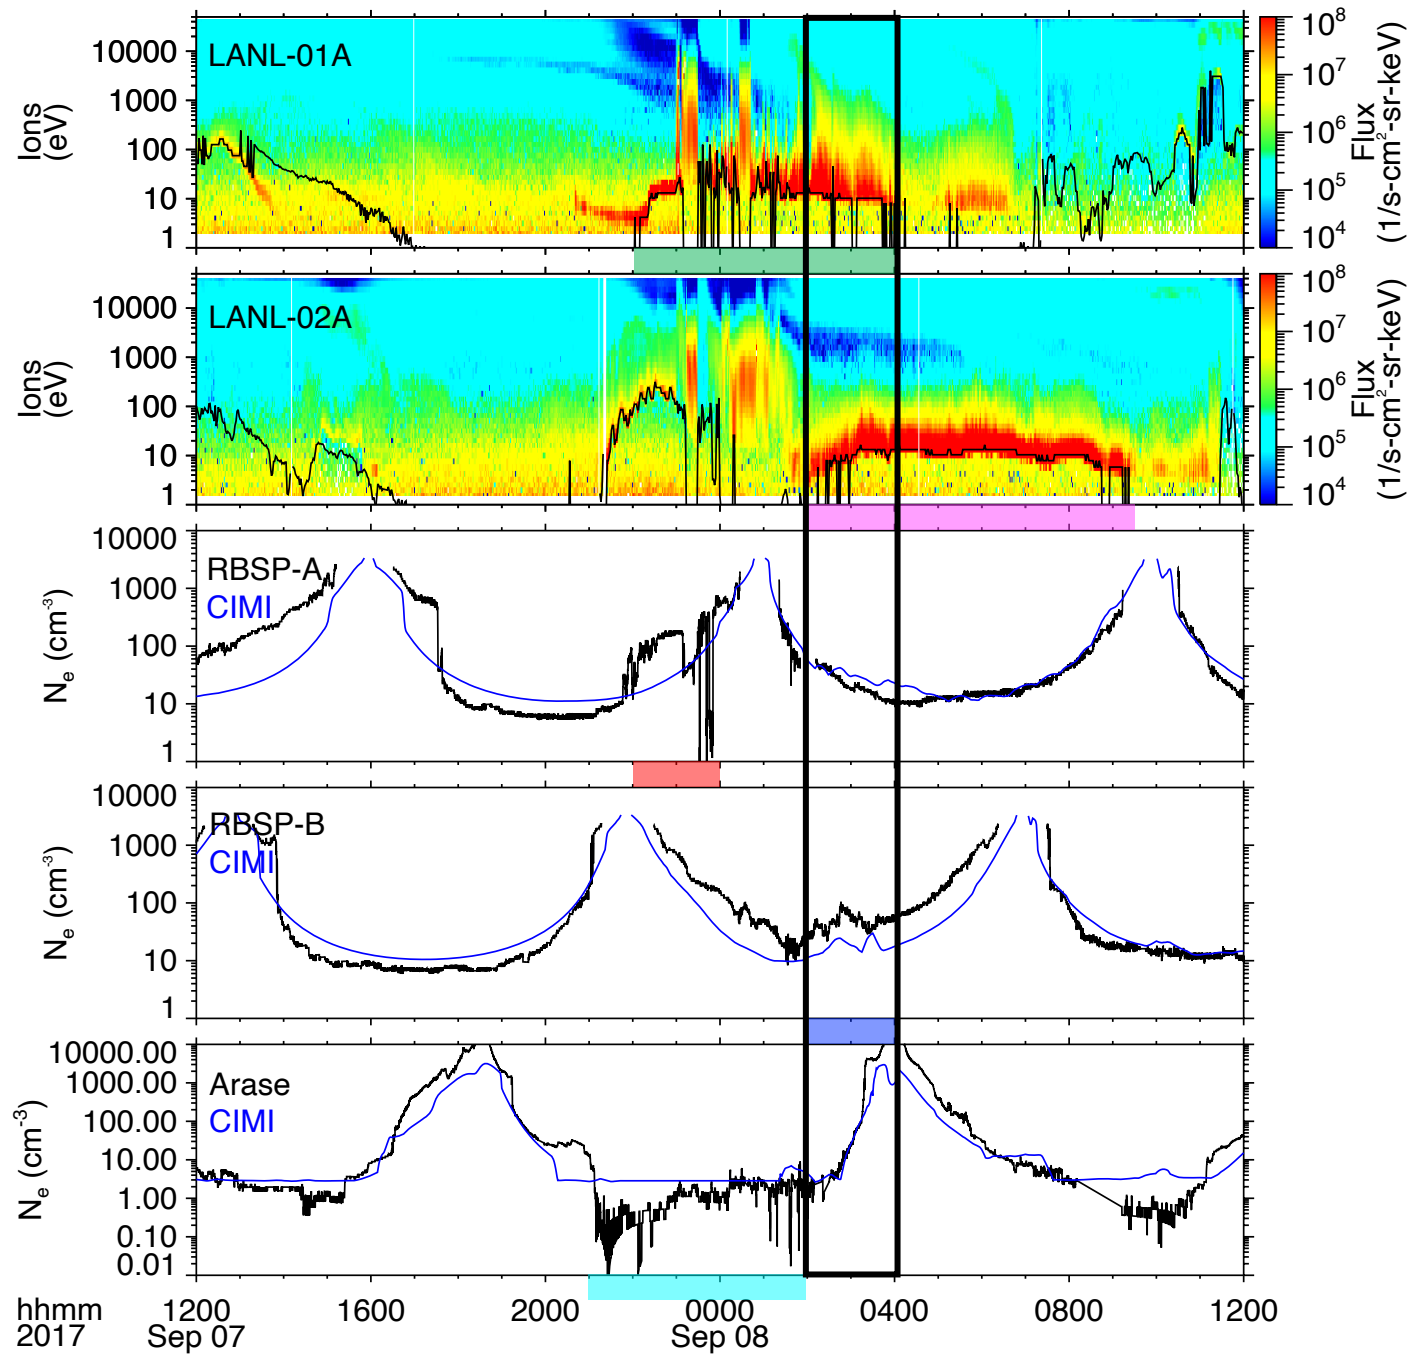 LANL-01A
10000
1000
100
10
1
Ions
(eV)
10⁸
10⁷
10⁶
10⁵
10⁴
Flux
(1/s-cm²-sr-keV)
LANL-02A
10000
1000
100
10
1
Ions
(eV)
10⁸
10⁷
10⁶
10⁵
10⁴
Flux
(1/s-cm²-sr-keV)
RBSP-A
CIMI
10000
1000
100
10
1
Nₑ (cm⁻³)
RBSP-B
CIMI
10000
1000
100
10
1
Nₑ (cm⁻³)
Arase
CIMI
10000.00
1000.00
100.00
10.00
1.00
0.10
0.01
Nₑ (cm⁻³)
hhmm 1200 1600 2000 0000 0400 0800 1200
2017 Sep 07 Sep 08